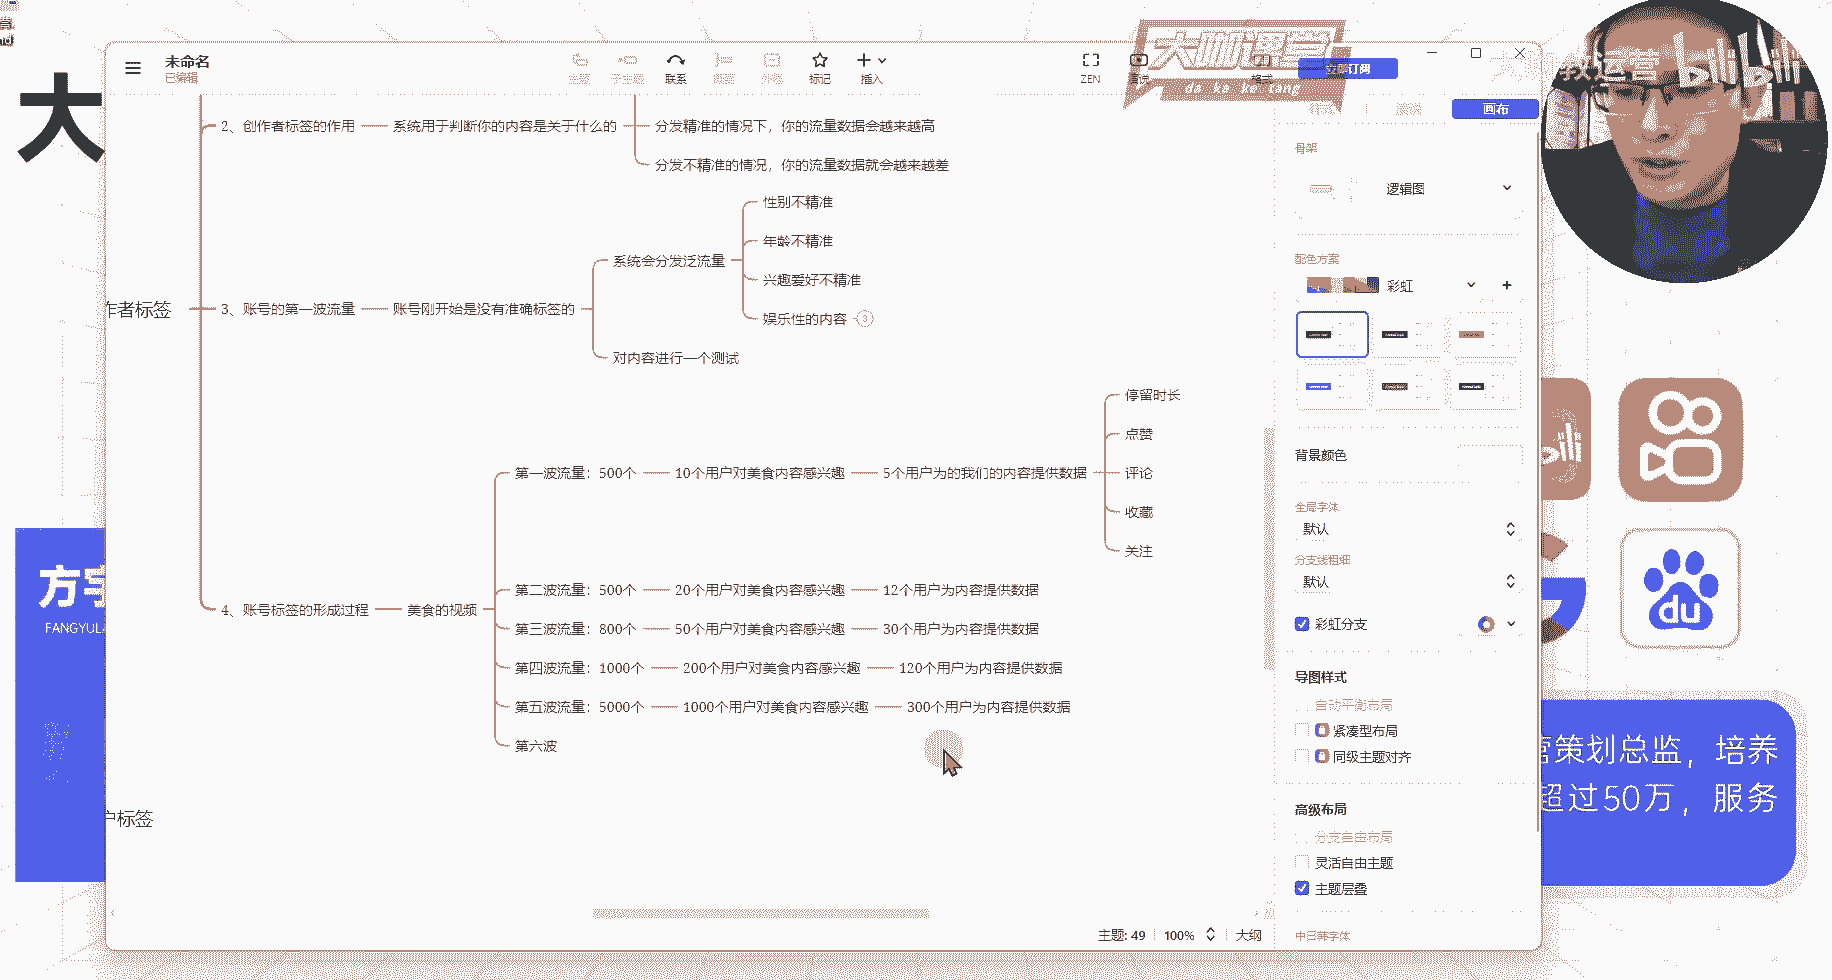 未命名
已编辑
主题
子主题
联系
概要
外框
标记
插入
ZEN
演说
格式
立即订阅
大咖课堂
da ka ke tang
bilibili
大
画布
2、创作者标签的作用
系统用于判断你的内容是关于什么的
分发精准的情况下，你的流量数据会越来越高
分发不精准的情况，你的流量数据就会越来越差
作者标签
3、账号的第一波流量
账号刚开始是没有准确标签的
系统会分发泛流量
性别不精准
年龄不精准
兴趣爱好不精准
娱乐性的内容
3
对内容进行一个测试
4、账号标签的形成过程
美食的视频
第一波流量：500个
10个用户对美食内容感兴趣
5个用户为的我们的内容提供数据
停留时长
点赞
评论
收藏
关注
第二波流量：500个
20个用户对美食内容感兴趣
12个用户为内容提供数据
第三波流量：800个
50个用户对美食内容感兴趣
30个用户为内容提供数据
第四波流量：1000个
200个用户对美食内容感兴趣
120个用户为内容提供数据
第五波流量：5000个
1000个用户对美食内容感兴趣
300个用户为内容提供数据
第六波
户标签
骨架
逻辑图
配色方案
彩虹
背景颜色
全局字体
默认
分支线粗细
默认
彩虹分支
导图样式
自动平衡布局
紧凑型布局
同级主题对齐
高级布局
分支自由布局
灵活自由主题
主题层叠
中日韩字体
主题: 49
100%
大纲
方宇
FANGYUL
du
营策划总监，培养
超过50万，服务